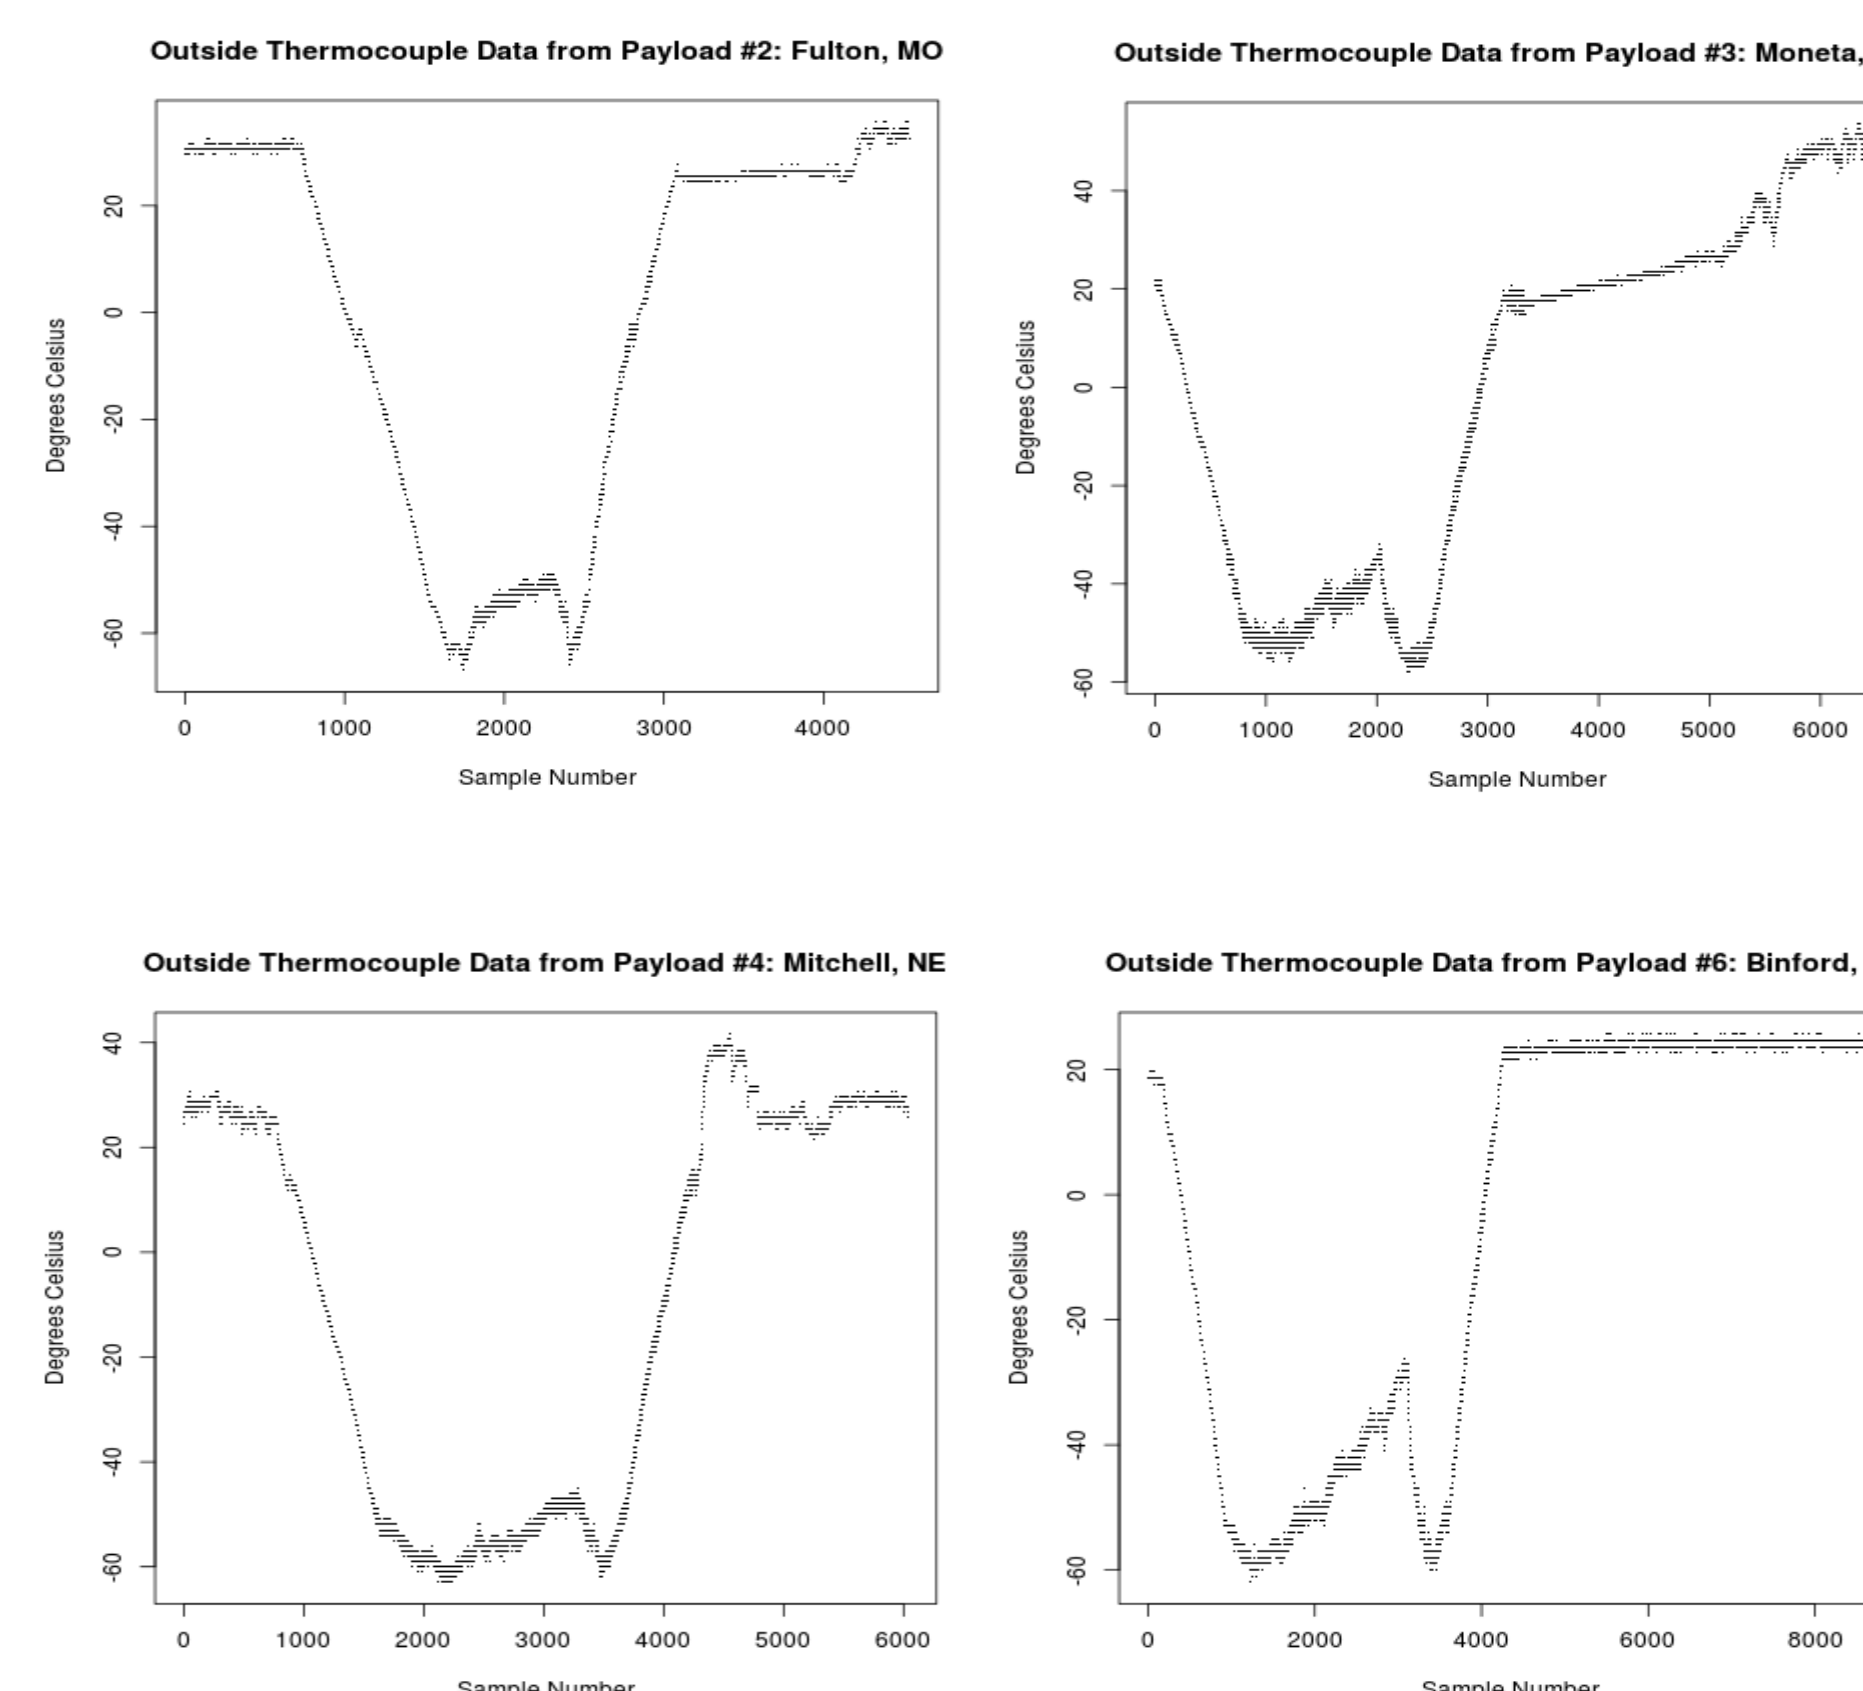 Outside Thermocouple Data from Payload #2: Fulton, MO
Degrees Celsius
20
0
-20
-40
-60
0 1000 2000 3000 4000
Sample Number
Outside Thermocouple Data from Payload #3: Moneta,
Degrees Celsius
40
20
0
-20
-40
-60
0 1000 2000 3000 4000 5000 6000
Sample Number
Outside Thermocouple Data from Payload #4: Mitchell, NE
Degrees Celsius
40
20
0
-20
-40
-60
0 1000 2000 3000 4000 5000 6000
Sample Number
Outside Thermocouple Data from Payload #6: Binford,
Degrees Celsius
20
0
-20
-40
-60
0 2000 4000 6000 8000
Sample Number